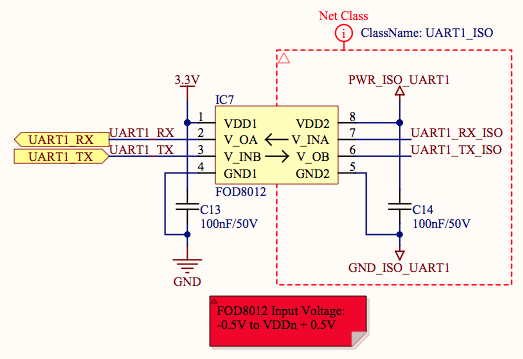 Net Class
i ClassName: UART1_ISO
3.3V
PWR_ISO_UART1
IC7
1 VDD1 VDD2 8
UART1_RX UART1_RX 2 V_OA V_INA 7 UART1_RX_ISO
UART1_TX UART1_TX 3 V_INB V_OB 6 UART1_TX_ISO
4 GND1 GND2 5
FOD8012
C13 C14
100nF/50V 100nF/50V
GND GND_ISO_UART1
FOD8012 Input Voltage:
-0.5V to VDDn + 0.5V